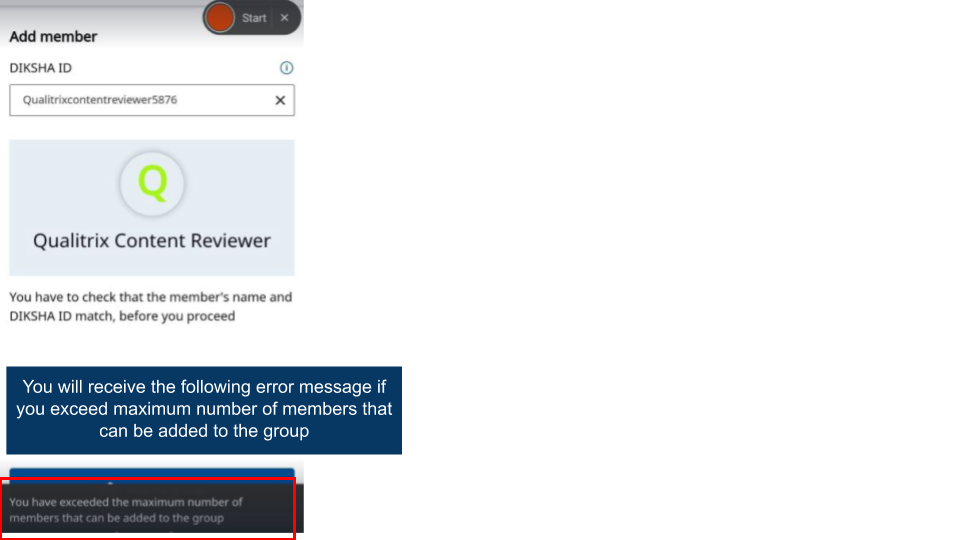 Start ×
Add member
DIKSHA ID
Qualitrixcontentreviewer5876
Q
Qualitrix Content Reviewer
You have to check that the member's name and
DIKSHA ID match, before you proceed
You will receive the following error message if
you exceed maximum number of members that
can be added to the group
You have exceeded the maximum number of
members that can be added to the group